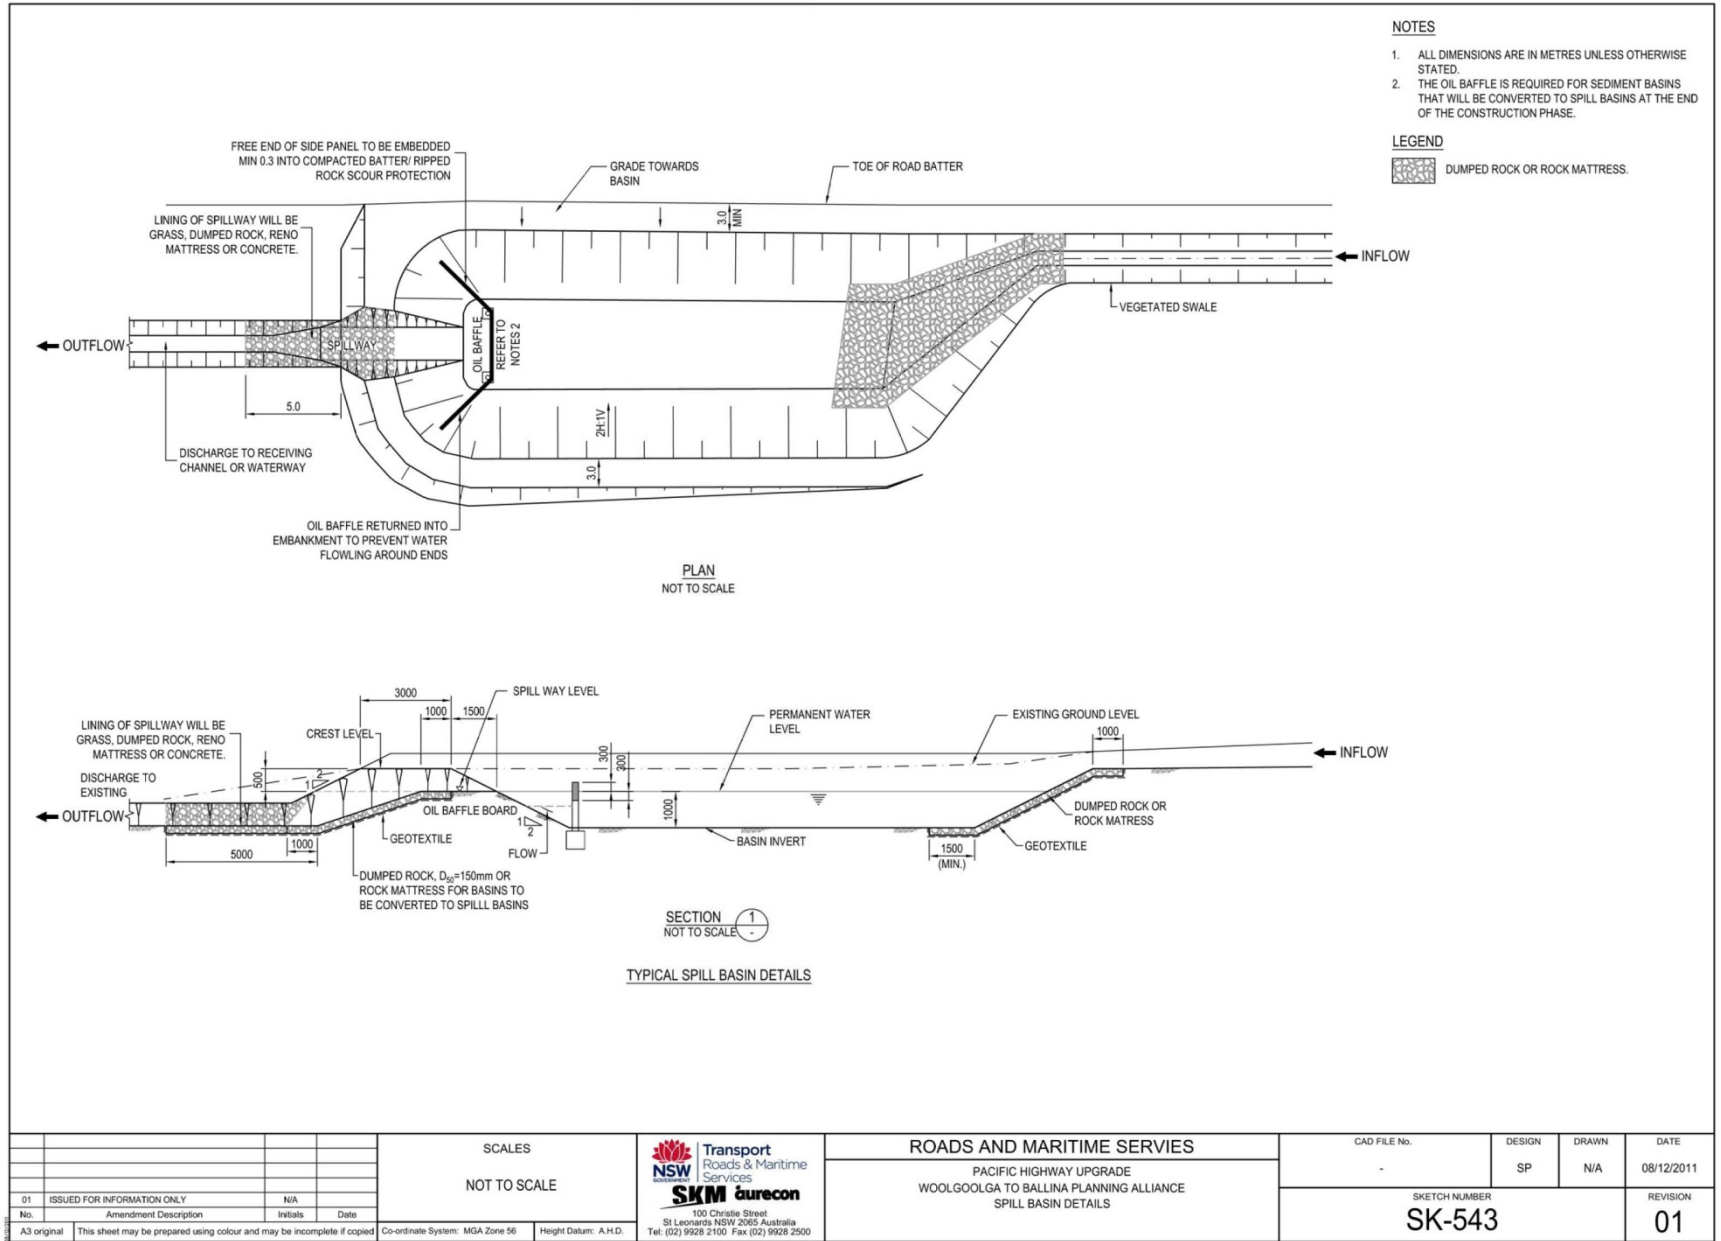 NOTES
1. ALL DIMENSIONS ARE IN METRES UNLESS OTHERWISE
STATED.
2. THE OIL BAFFLE IS REQUIRED FOR SEDIMENT BASINS
THAT WILL BE CONVERTED TO SPILL BASINS AT THE END
OF THE CONSTRUCTION PHASE.
LEGEND
DUMPED ROCK OR ROCK MATTRESS.
FREE END OF SIDE PANEL TO BE EMBEDDED
MIN 0.3 INTO COMPACTED BATTER/ RIPPED
ROCK SCOUR PROTECTION
GRADE TOWARDS
BASIN
TOE OF ROAD BATTER
LINING OF SPILLWAY WILL BE
GRASS, DUMPED ROCK, RENO
MATTRESS OR CONCRETE.
3.0
MIN
INFLOW
VEGETATED SWALE
OUTFLOW
SPILLWAY
OIL BAFFLE
REFER TO
NOTES 2
5.0
2H:1V
3.0
DISCHARGE TO RECEIVING
CHANNEL OR WATERWAY
OIL BAFFLE RETURNED INTO
EMBANKMENT TO PREVENT WATER
FLOWLING AROUND ENDS
PLAN
NOT TO SCALE
3000
SPILL WAY LEVEL
1000
1500
LINING OF SPILLWAY WILL BE
GRASS, DUMPED ROCK, RENO
MATTRESS OR CONCRETE.
CREST LEVEL
PERMANENT WATER
LEVEL
EXISTING GROUND LEVEL
1000
INFLOW
DISCHARGE TO
EXISTING
500
2
1
300
300
OUTFLOW
OIL BAFFLE BOARD
1
2
1000
DUMPED ROCK OR
ROCK MATRESS
GEOTEXTILE
BASIN INVERT
GEOTEXTILE
1000
5000
FLOW
1500
(MIN.)
DUMPED ROCK, D50=150mm OR
ROCK MATTRESS FOR BASINS TO
BE CONVERTED TO SPILLL BASINS
SECTION 1
NOT TO SCALE -
TYPICAL SPILL BASIN DETAILS
01 ISSUED FOR INFORMATION ONLY N/A
No. Amendment Description Initials Date
A3 original This sheet may be prepared using colour and may be incomplete if copied
SCALES
NOT TO SCALE
Co-ordinate System: MGA Zone 56 Height Datum: A.H.D.
NSW
GOVERNMENT
Transport
Roads & Maritime
Services
SKM aurecon
100 Christie Street
St Leonards NSW 2065 Australia
Tel: (02) 9928 2100 Fax (02) 9928 2500
ROADS AND MARITIME SERVIES
PACIFIC HIGHWAY UPGRADE
WOOLGOOLGA TO BALLINA PLANNING ALLIANCE
SPILL BASIN DETAILS
CAD FILE No.
-
DESIGN
SP
DRAWN
N/A
DATE
08/12/2011
SKETCH NUMBER
SK-543
REVISION
01